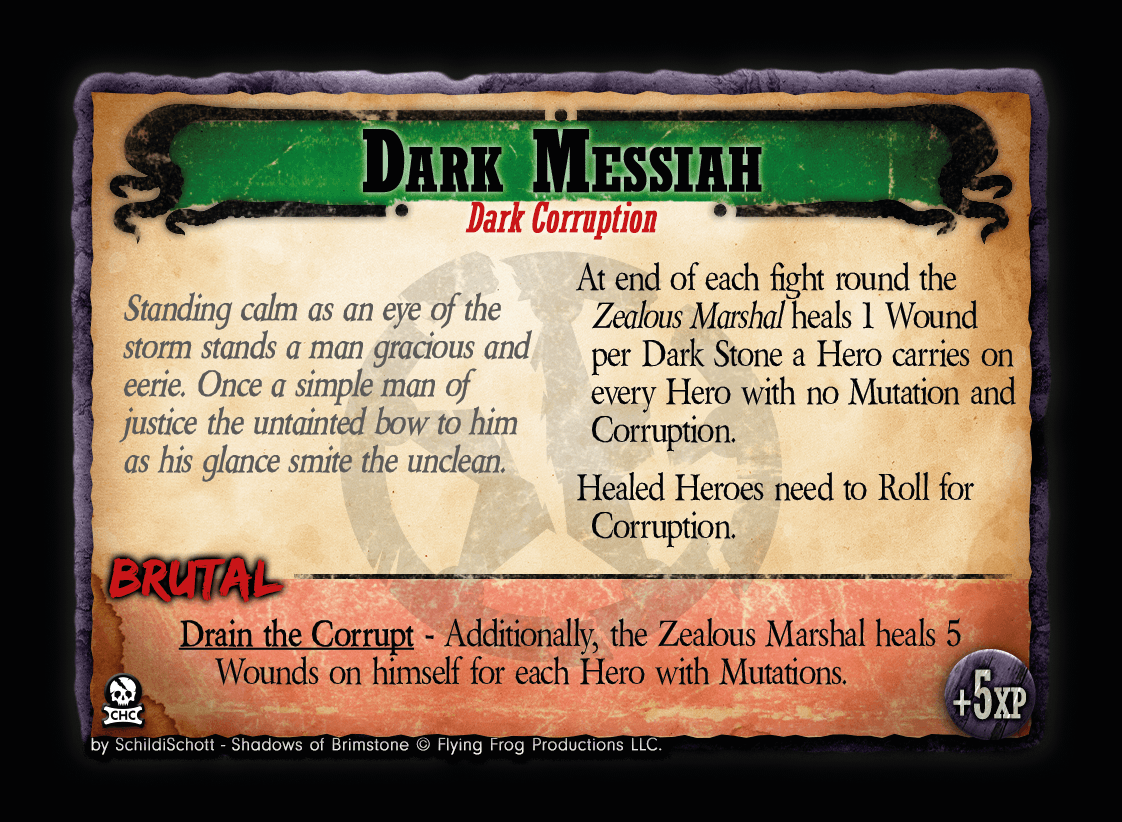 Dark Messiah
Dark Corruption
Standing calm as an eye of the
storm stands a man gracious and
eerie. Once a simple man of
justice the untainted bow to him
as his glance smite the unclean.
At end of each fight round the
Zealous Marshal heals 1 Wound
per Dark Stone a Hero carries on
every Hero with no Mutation and
Corruption.
Healed Heroes need to Roll for
Corruption.
BRUTAL
Drain the Corrupt - Additionally, the Zealous Marshal heals 5
Wounds on himself for each Hero with Mutations.
CHC
+5XP
by SchildiSchott - Shadows of Brimstone © Flying Frog Productions LLC.